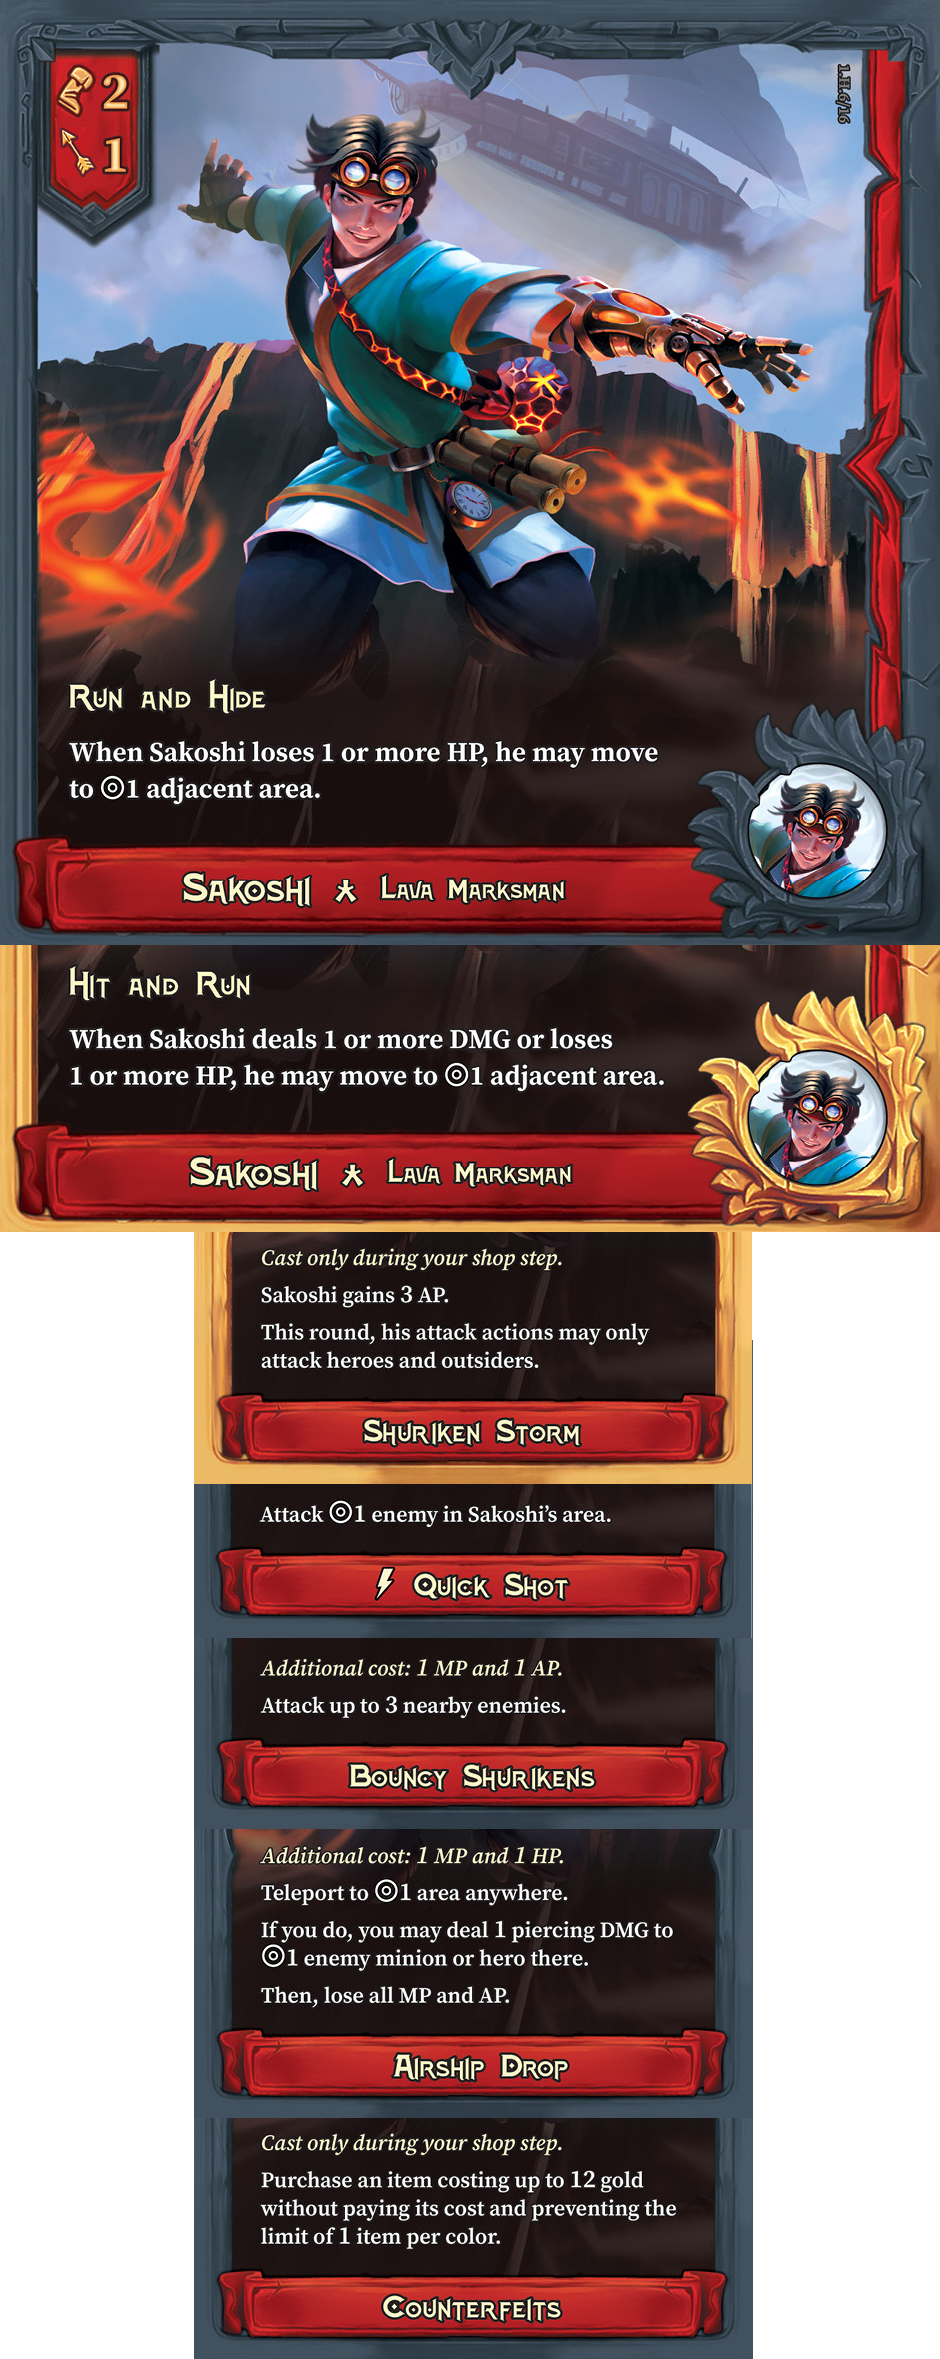 2
1
LH.6/16
Run and Hide
When Sakoshi loses 1 or more HP, he may move
to ◎1 adjacent area.
Sakoshi Lava Marksman
Hit and Run
When Sakoshi deals 1 or more DMG or loses
1 or more HP, he may move to ◎1 adjacent area.
Sakoshi Lava Marksman
Cast only during your shop step.
Sakoshi gains 3 AP.
This round, his attack actions may only
attack heroes and outsiders.
Shuriken Storm
Attack ◎1 enemy in Sakoshi's area.
Quick Shot
Additional cost: 1 MP and 1 AP.
Attack up to 3 nearby enemies.
Bouncy Shurikens
Additional cost: 1 MP and 1 HP.
Teleport to ◎1 area anywhere.
If you do, you may deal 1 piercing DMG to
◎1 enemy minion or hero there.
Then, lose all MP and AP.
Airship Drop
Cast only during your shop step.
Purchase an item costing up to 12 gold
without paying its cost and preventing the
limit of 1 item per color.
Counterfeits